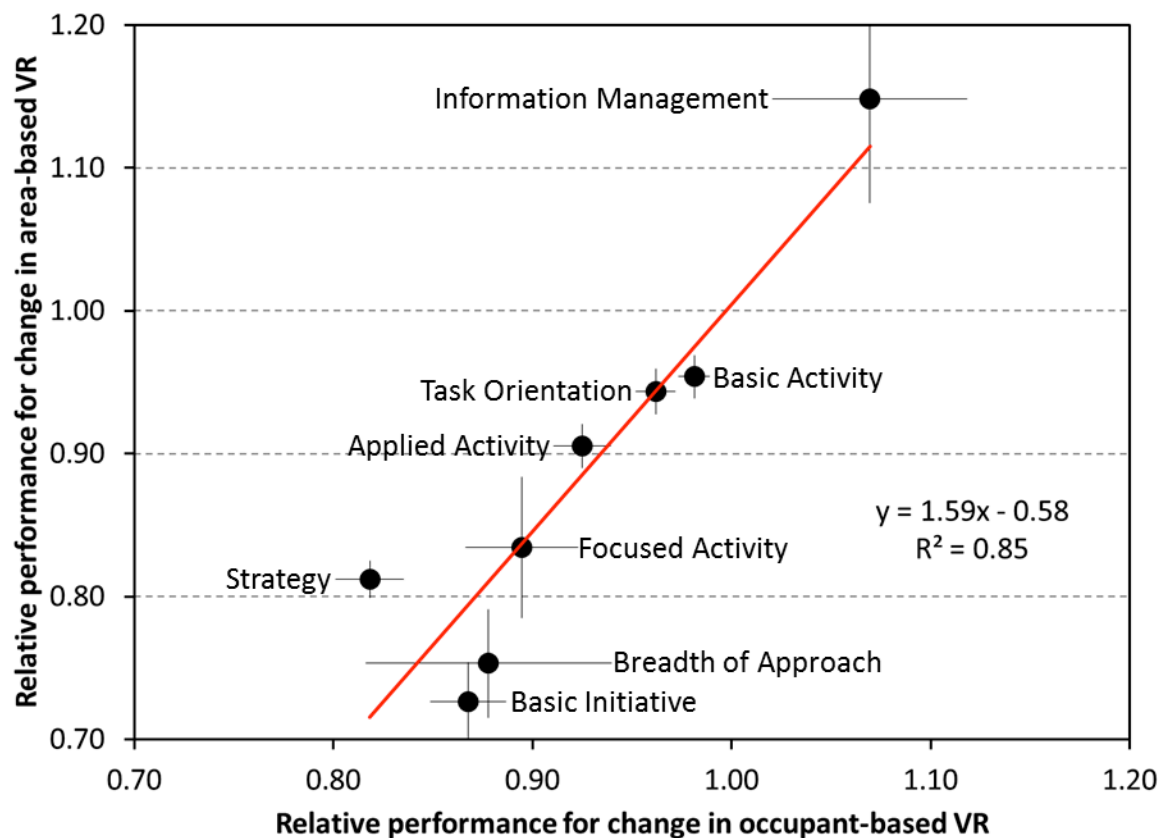 Relative performance for change in area-based VR
1.20
1.10
1.00
0.90
0.80
0.70
Information Management
Task Orientation
Basic Activity
Applied Activity
y = 1.59x - 0.58
R² = 0.85
Focused Activity
Strategy
Breadth of Approach
Basic Initiative
0.70 0.80 0.90 1.00 1.10 1.20
Relative performance for change in occupant-based VR